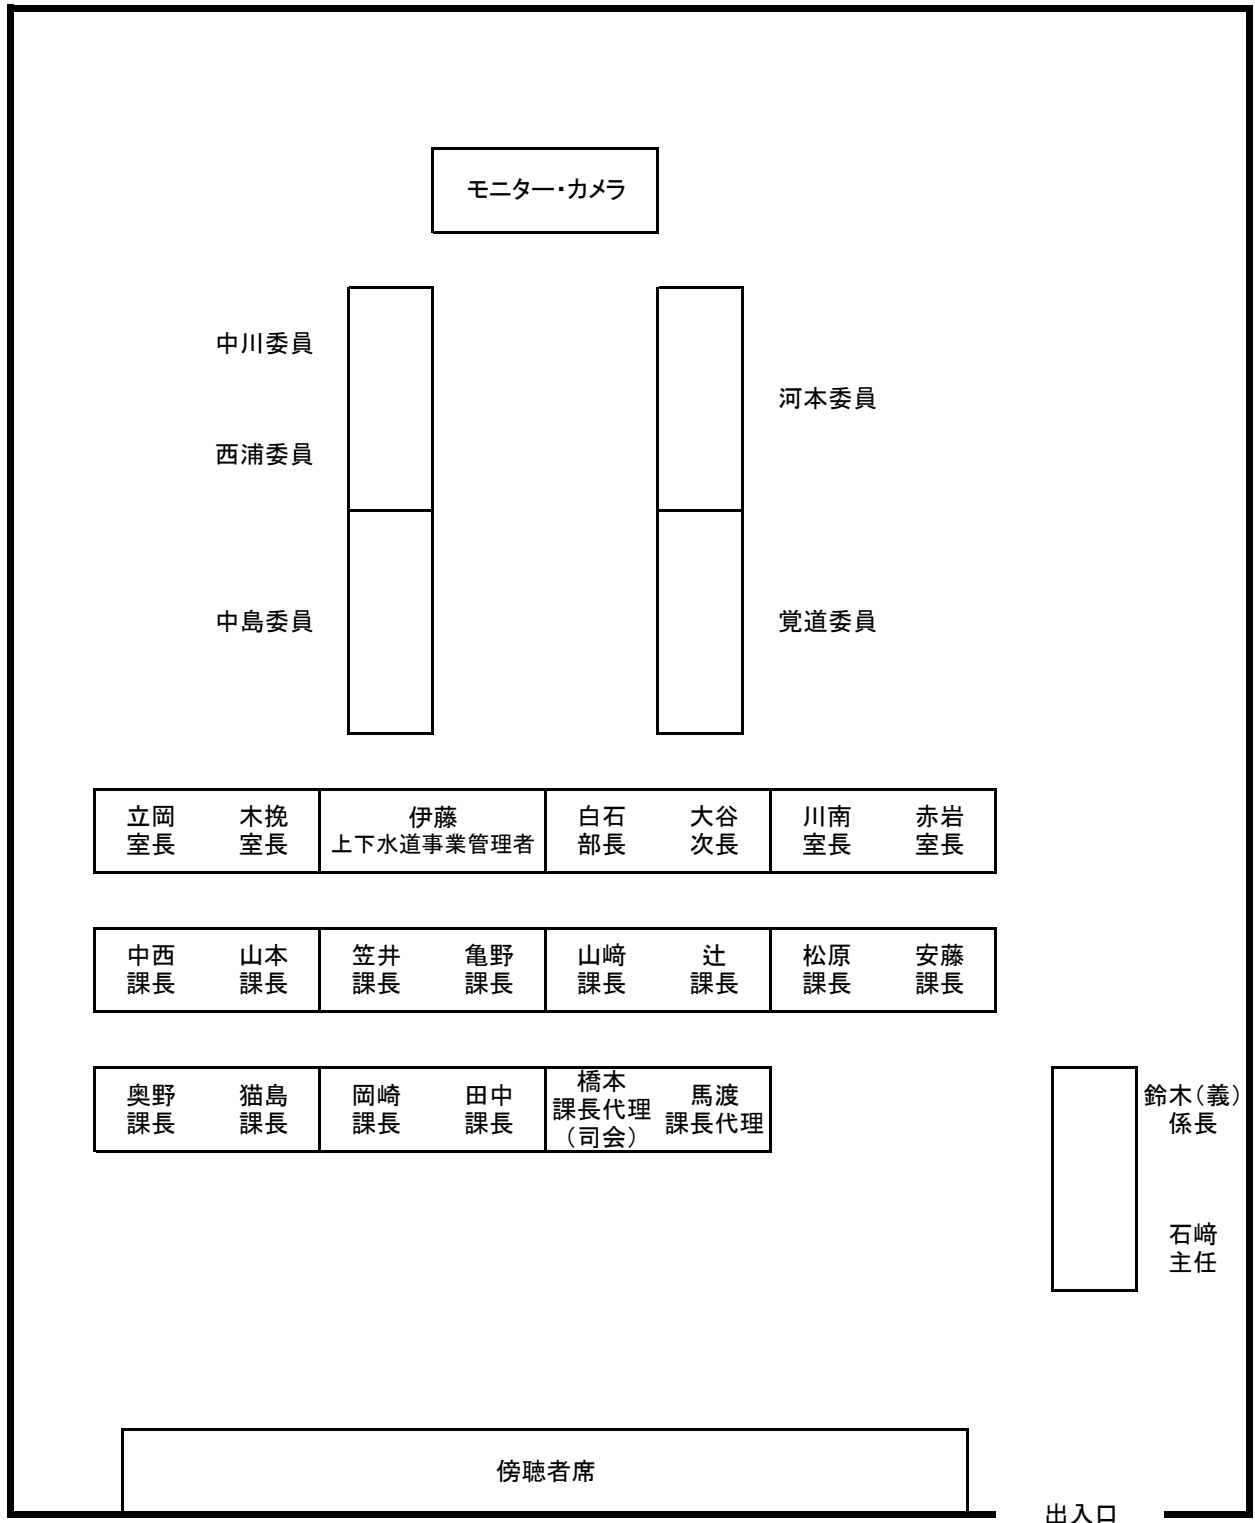 モニター・カメラ
中川委員
河本委員
西浦委員
中島委員
覚道委員
立岡 木挽 伊藤 白石 大谷 川南 赤岩
室長 室長 上下水道事業管理者 部長 次長 室長 室長
中西 山本 笠井 亀野 山﨑 辻 松原 安藤
課長 課長 課長 課長 課長 課長 課長 課長
奥野 猫島 岡崎 田中 橋本 馬渡 鈴木(義)
課長 課長 課長 課長 課長代理 課長代理 係長
(司会)
石﨑
主任
傍聴者席
出入口